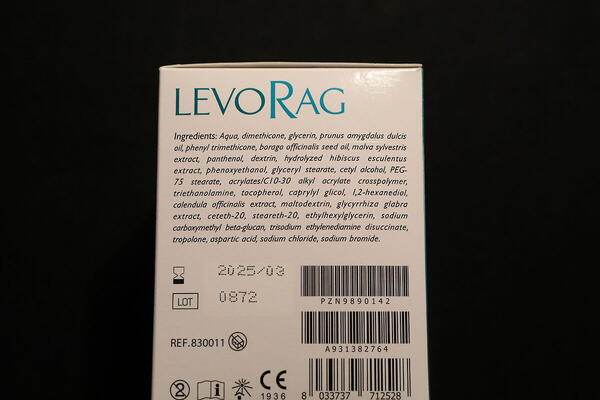 LEVORAG
Ingredients: Aqua, dimethicone, glycerin, prunus amygdalus dulcis
oil, phenyl trimethicone, borago officinalis seed oil, malva sylvestris
extract, panthenol, dextrin, hydrolyzed hibiscus esculentus
extract, phenoxyethanol, glyceryl stearate, cetyl alcohol, PEG-
75 stearate, acrylates/C10-30 alkyl acrylate crosspolymer,
triethanolamine, tocopherol, caprylyl glicol, 1,2-hexanediol,
calendula officinalis extract, maltodextrin, glycyrrhiza glabra
extract, ceteth-20, steareth-20, ethylhexylglycerin, sodium
carboxymethyl beta-glucan, trisodium ethylenediamine disuccinate,
tropolone, aspartic acid, sodium chloride, sodium bromide.
2025/03
LOT 0872
PZN9890142
REF.830011
A931382764
2 i CE
1936
8 033737 712528